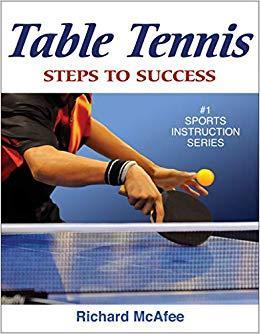 Table Tennis
STEPS TO SUCCESS
#1
SPORTS
INSTRUCTION
SERIES
Richard McAfee